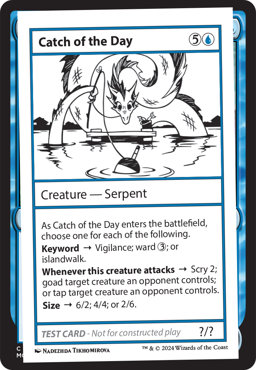 Catch of the Day 5
Creature — Serpent
As Catch of the Day enters the battlefield,
choose one for each of the following.
Keyword → Vigilance; ward 3; or
islandwalk.
Whenever this creature attacks → Scry 2;
goad target creature an opponent controls;
or tap target creature an opponent controls.
Size → 6/2; 4/4; or 2/6.
TEST CARD - Not for constructed play ?/?
Nadezhda Tikhomirova ™ & © 2024 Wizards of the Coast